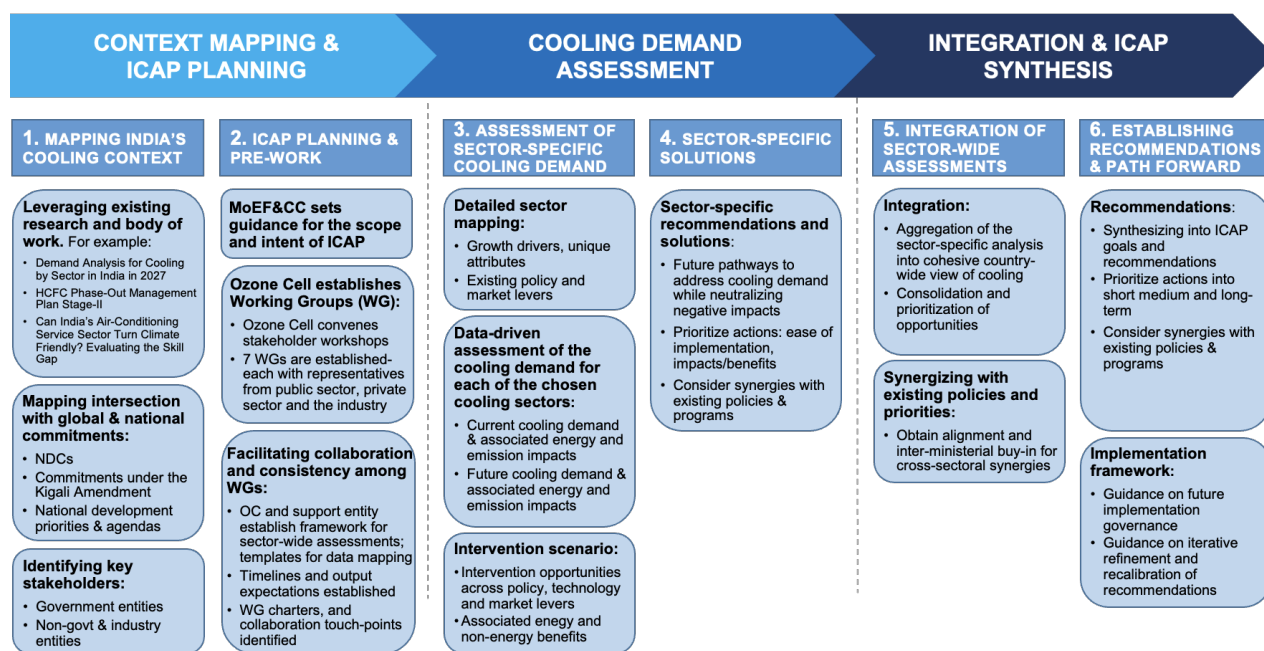 CONTEXT MAPPING &
ICAP PLANNING
COOLING DEMAND
ASSESSMENT
INTEGRATION & ICAP
SYNTHESIS
1. MAPPING INDIA'S
COOLING CONTEXT
Leveraging existing
research and body of
work. For example:
• Demand Analysis for Cooling
by Sector in India in 2027
• HCFC Phase-Out Management
Plan Stage-II
• Can India's Air-Conditioning
Service Sector Turn Climate
Friendly? Evaluating the Skill
Gap
Mapping intersection
with global & national
commitments:
• NDCs
• Commitments under the
Kigali Amendment
• National development
priorities & agendas
Identifying key
stakeholders:
• Government entities
• Non-govt & industry
entities
2. ICAP PLANNING &
PRE-WORK
MoEF&CC sets
guidance for the scope
and intent of ICAP
Ozone Cell establishes
Working Groups (WG):
• Ozone Cell convenes
stakeholder workshops
• 7 WGs are established-
each with representatives
from public sector, private
sector and the industry
Facilitating collaboration
and consistency among
WGs:
• OC and support entity
establish framework for
sector-wide assessments;
templates for data mapping
• Timelines and output
expectations established
• WG charters, and
collaboration touch-points
identified
3. ASSESSMENT OF
SECTOR-SPECIFIC
COOLING DEMAND
Detailed sector
mapping:
• Growth drivers, unique
attributes
• Existing policy and
market levers
Data-driven
assessment of the
cooling demand for
each of the chosen
cooling sectors:
• Current cooling demand
& associated energy and
emission impacts
• Future cooling demand &
associated energy and
emission impacts
Intervention scenario:
• Intervention opportunities
across policy, technology
and market levers
• Associated enegy and
non-energy benefits
4. SECTOR-SPECIFIC
SOLUTIONS
Sector-specific
recommendations and
solutions:
• Future pathways to
address cooling demand
while neutralizing
negative impacts
• Prioritize actions: ease of
implementation,
impacts/benefits
• Consider synergies with
existing policies &
programs
5. INTEGRATION OF
SECTOR-WIDE
ASSESSMENTS
Integration:
• Aggregation of the
sector-specific analysis
into cohesive country-
wide view of cooling
• Consolidation and
prioritization of
opportunities
Synergizing with
existing policies and
priorities:
• Obtain alignment and
inter-ministerial buy-in for
cross-sectoral synergies
6. ESTABLISHING
RECOMMENDATIONS
& PATH FORWARD
Recommendations:
• Synthesizing into ICAP
goals and
recommendations
• Prioritize actions into
short medium and long-
term
• Consider synergies with
existing policies &
programs
Implementation
framework:
• Guidance on future
implementation
governance
• Guidance on iterative
refinement and
recalibration of
recommendations